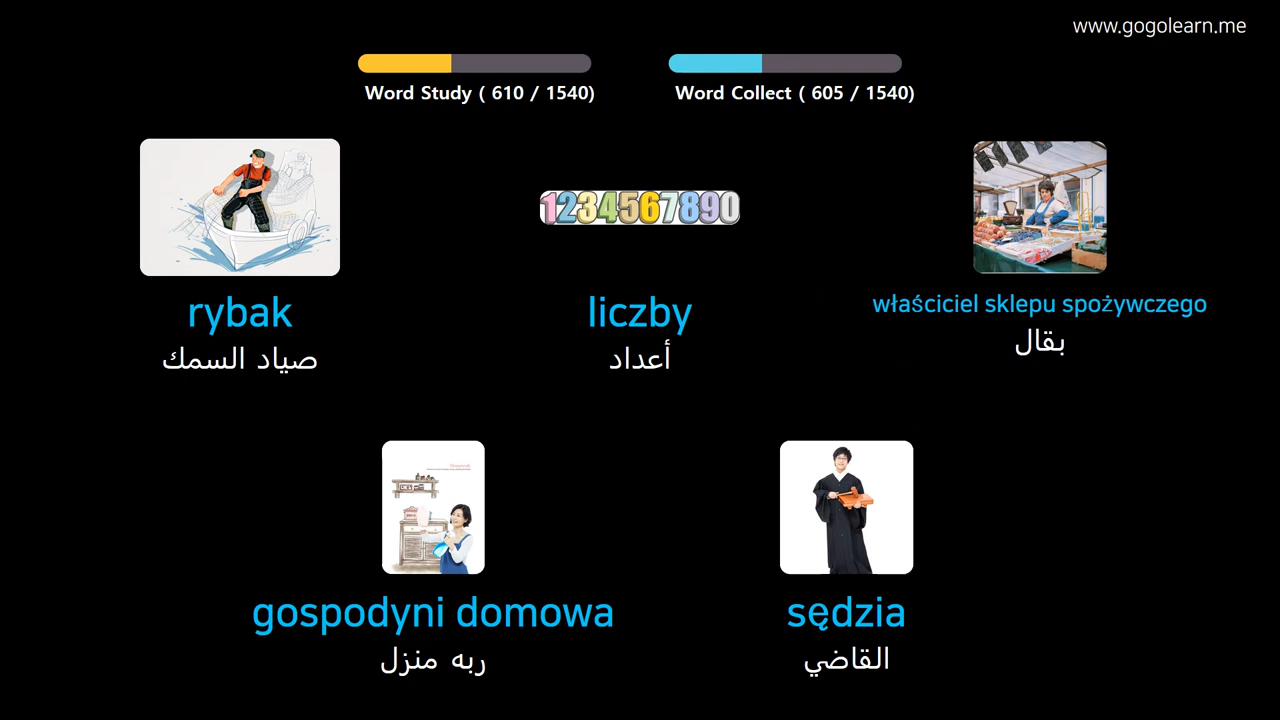 www.gogolearn.me
Word Study ( 610 / 1540)
Word Collect ( 605 / 1540)
1234567890
rybak
صياد السمك
liczby
أعداد
właściciel sklepu spożywczego
بقال
gospodyni domowa
ربه منزل
sędzia
القاضي